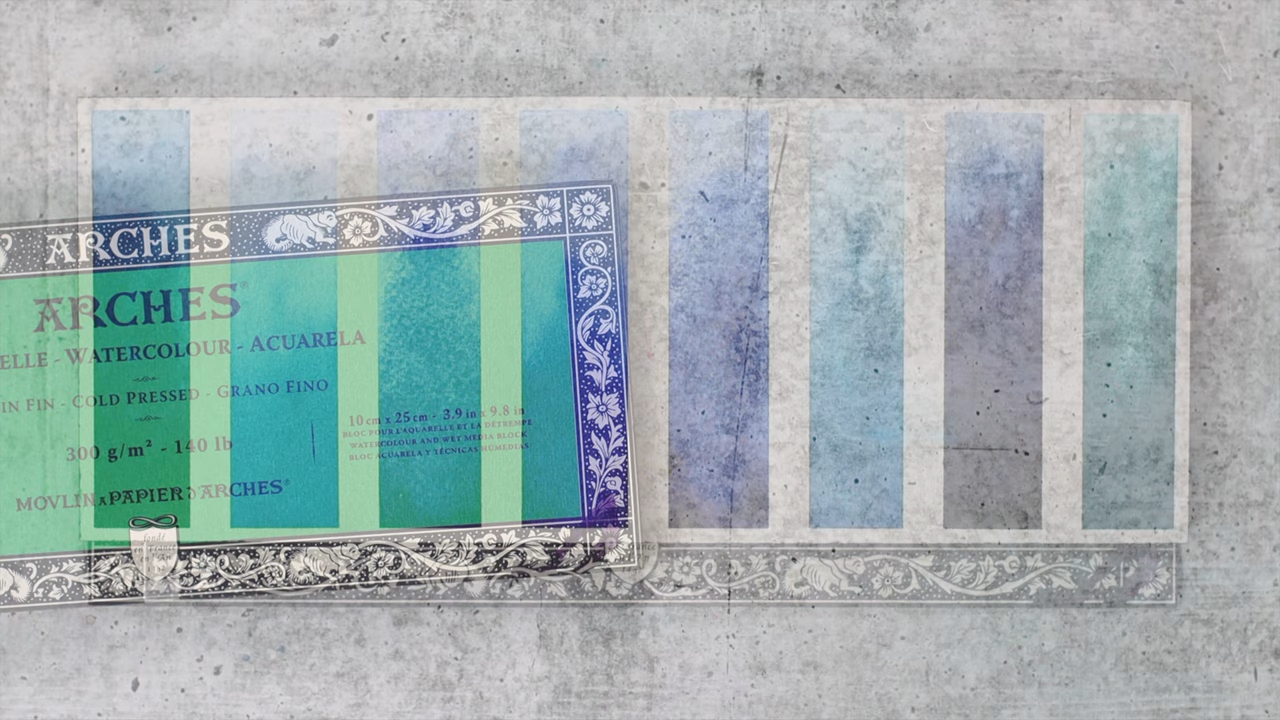 ARCHES
ARCHES®
ELLE - WATERCOLOUR - ACUARELA
IN FIN - COLD PRESSED - GRANO FINO
300 g/m² - 140 lb
10 cm x 25 cm - 3.9 in x 9.8 in
BLOC POUR L'AQUARELLE ET LA DÉTREMPE
WATERCOLOUR AND WET MEDIA BLOCK
BLOC ACUARELA Y TÉCNICAS HÚMEDAS
MOVLIN A PAPIER D'ARCHES®
fondé